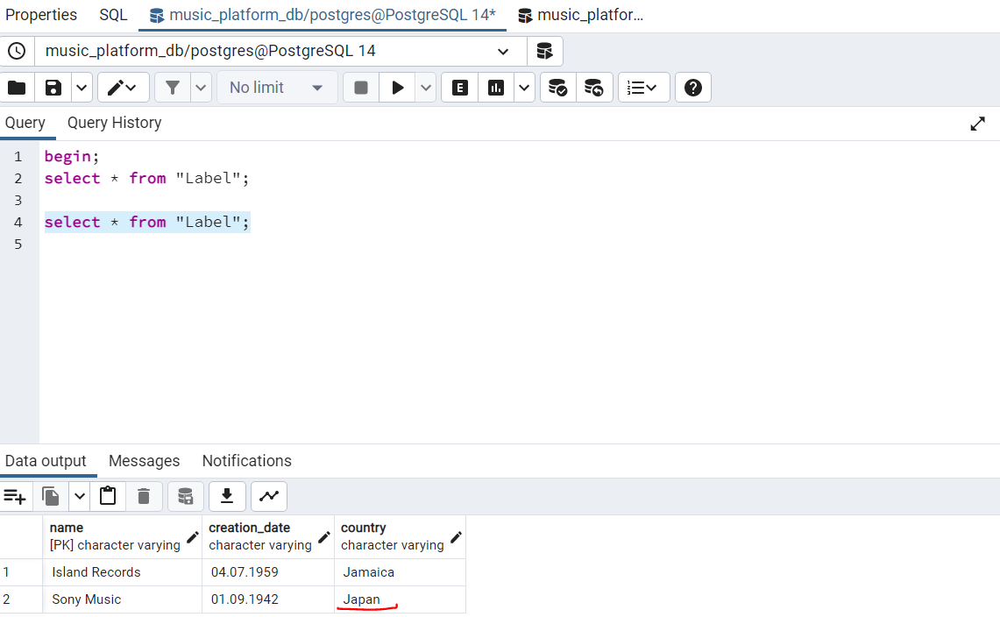 Properties SQL music_platform_db/postgres@PostgreSQL 14* music_platfor...
music_platform_db/postgres@PostgreSQL 14
No limit E
Query Query History
1 begin;
2 select * from "Label";
3
4 select * from "Label";
5
Data output Messages Notifications
name creation_date country
[PK] character varying character varying character varying
1 Island Records 04.07.1959 Jamaica
2 Sony Music 01.09.1942 Japan